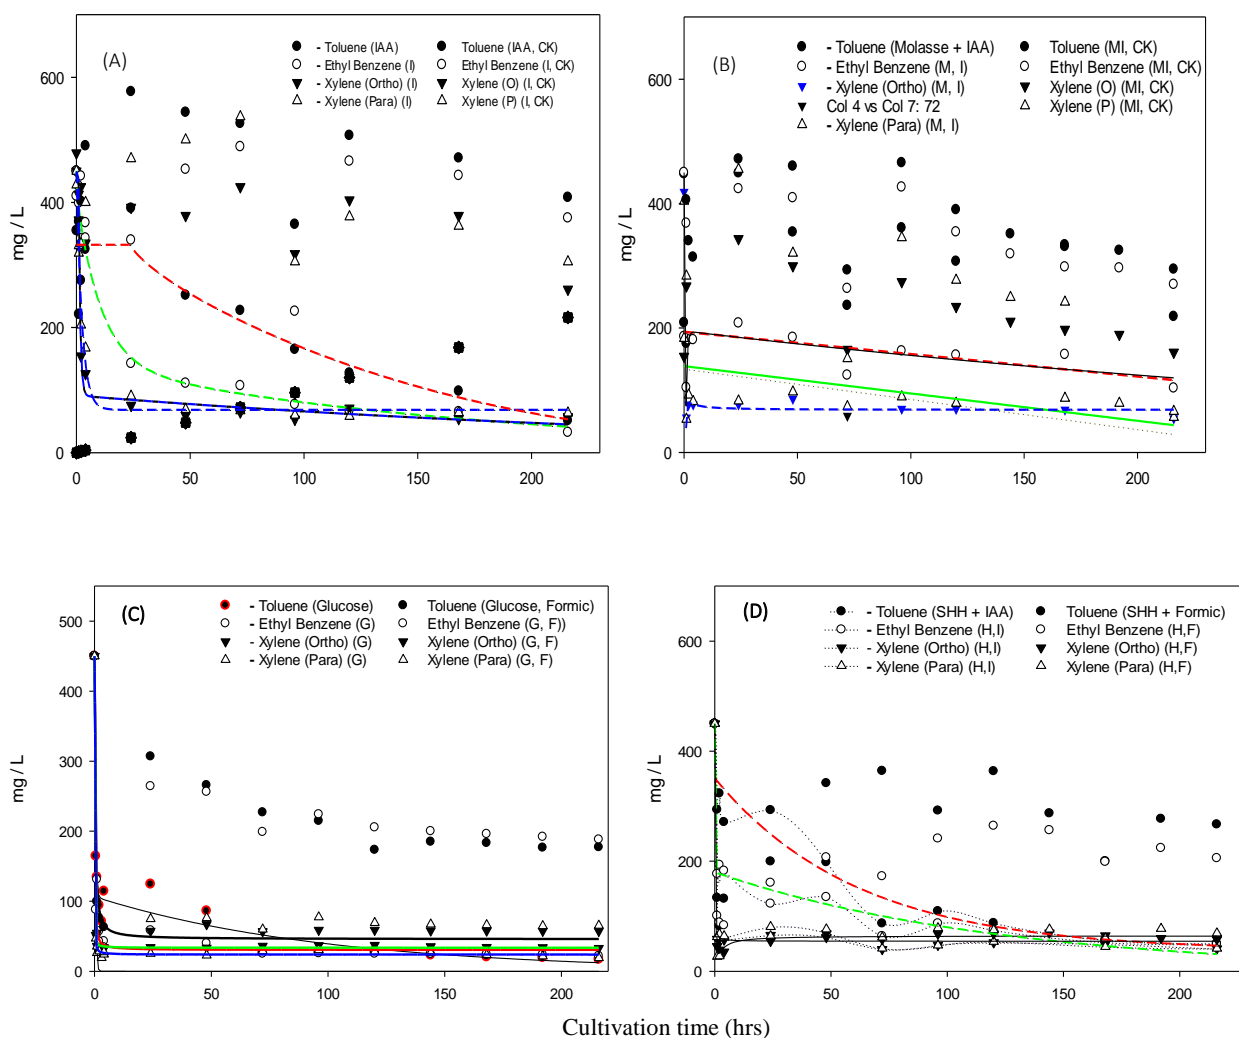 (A)
- Toluene (IAA)
- Ethyl Benzene (I)
- Xylene (Ortho) (I)
- Xylene (Para) (I)
Toluene (IAA, CK)
Ethyl Benzene (I, CK)
Xylene (O) (I, CK)
Xylene (P) (I, CK)
mg / L
600
400
200
0
0 50 100 150 200
(B)
- Toluene (Molasse + IAA)
- Ethyl Benzene (M, I)
- Xylene (Ortho) (M, I)
Col 4 vs Col 7: 72
- Xylene (Para) (M, I)
Toluene (MI, CK)
Ethyl Benzene (MI, CK)
Xylene (O) (MI, CK)
Xylene (P) (MI, CK)
mg / L
600
400
200
0
0 50 100 150 200
(C)
- Toluene (Glucose)
- Ethyl Benzene (G)
- Xylene (Ortho) (G)
- Xylene (Para) (G)
Toluene (Glucose, Formic)
Ethyl Benzene (G, F))
Xylene (Ortho) (G, F)
Xylene (Para) (G, F)
mg / L
500
400
300
200
100
0
0 50 100 150 200
(D)
- Toluene (SHH + IAA)
- Ethyl Benzene (H,I)
- Xylene (Ortho) (H,I)
- Xylene (Para) (H,I)
Toluene (SHH + Formic)
Ethyl Benzene (H,F)
Xylene (Ortho) (H,F)
Xylene (Para) (H,F)
mg / L
600
400
200
0
0 50 100 150 200
Cultivation time (hrs)